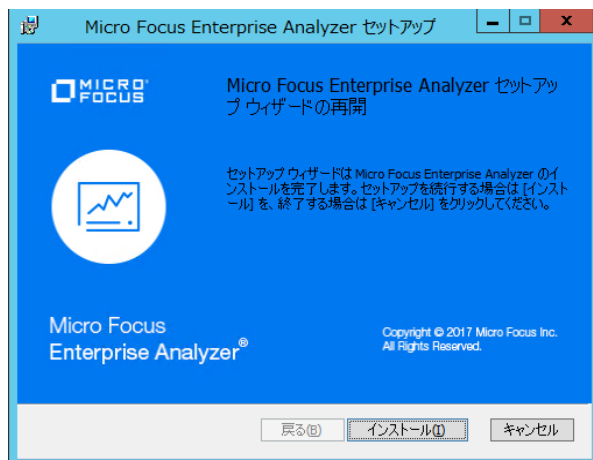 Micro Focus Enterprise Analyzer セットアップ
MICRO
FOCUS
Micro Focus Enterprise Analyzer セットアッ
プ ウィザードの再開
セットアップ ウィザードは Micro Focus Enterprise Analyzer のイ
ンストールを完了します。セットアップを続行する場合は [インスト
ール] を、終了する場合は [キャンセル] をクリックしてください。
Micro Focus
Enterprise Analyzer®
Copyright © 2017 Micro Focus Inc.
All Rights Reserved.
戻る(B) インストール(I) キャンセル